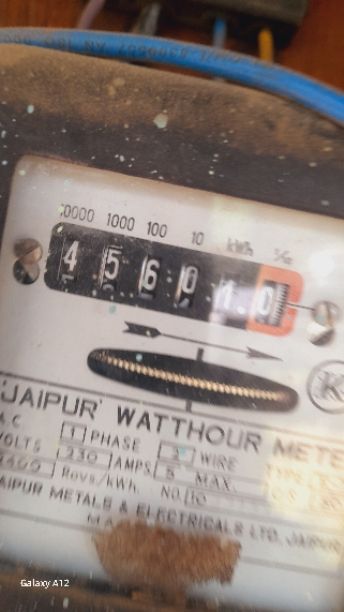 10000 1000 100 10 kWh 1/10
4 5 6 0 1.0
K
'JAIPUR' WATTHOUR METE
A.C. 1 PHASE 2 WIRE
VOLTS 230 AMPS. 5 MAX.
Revs/kWh. NO.
AIPUR METALS & ELECTRICALS LTD. JAIPUR
Galaxy A12